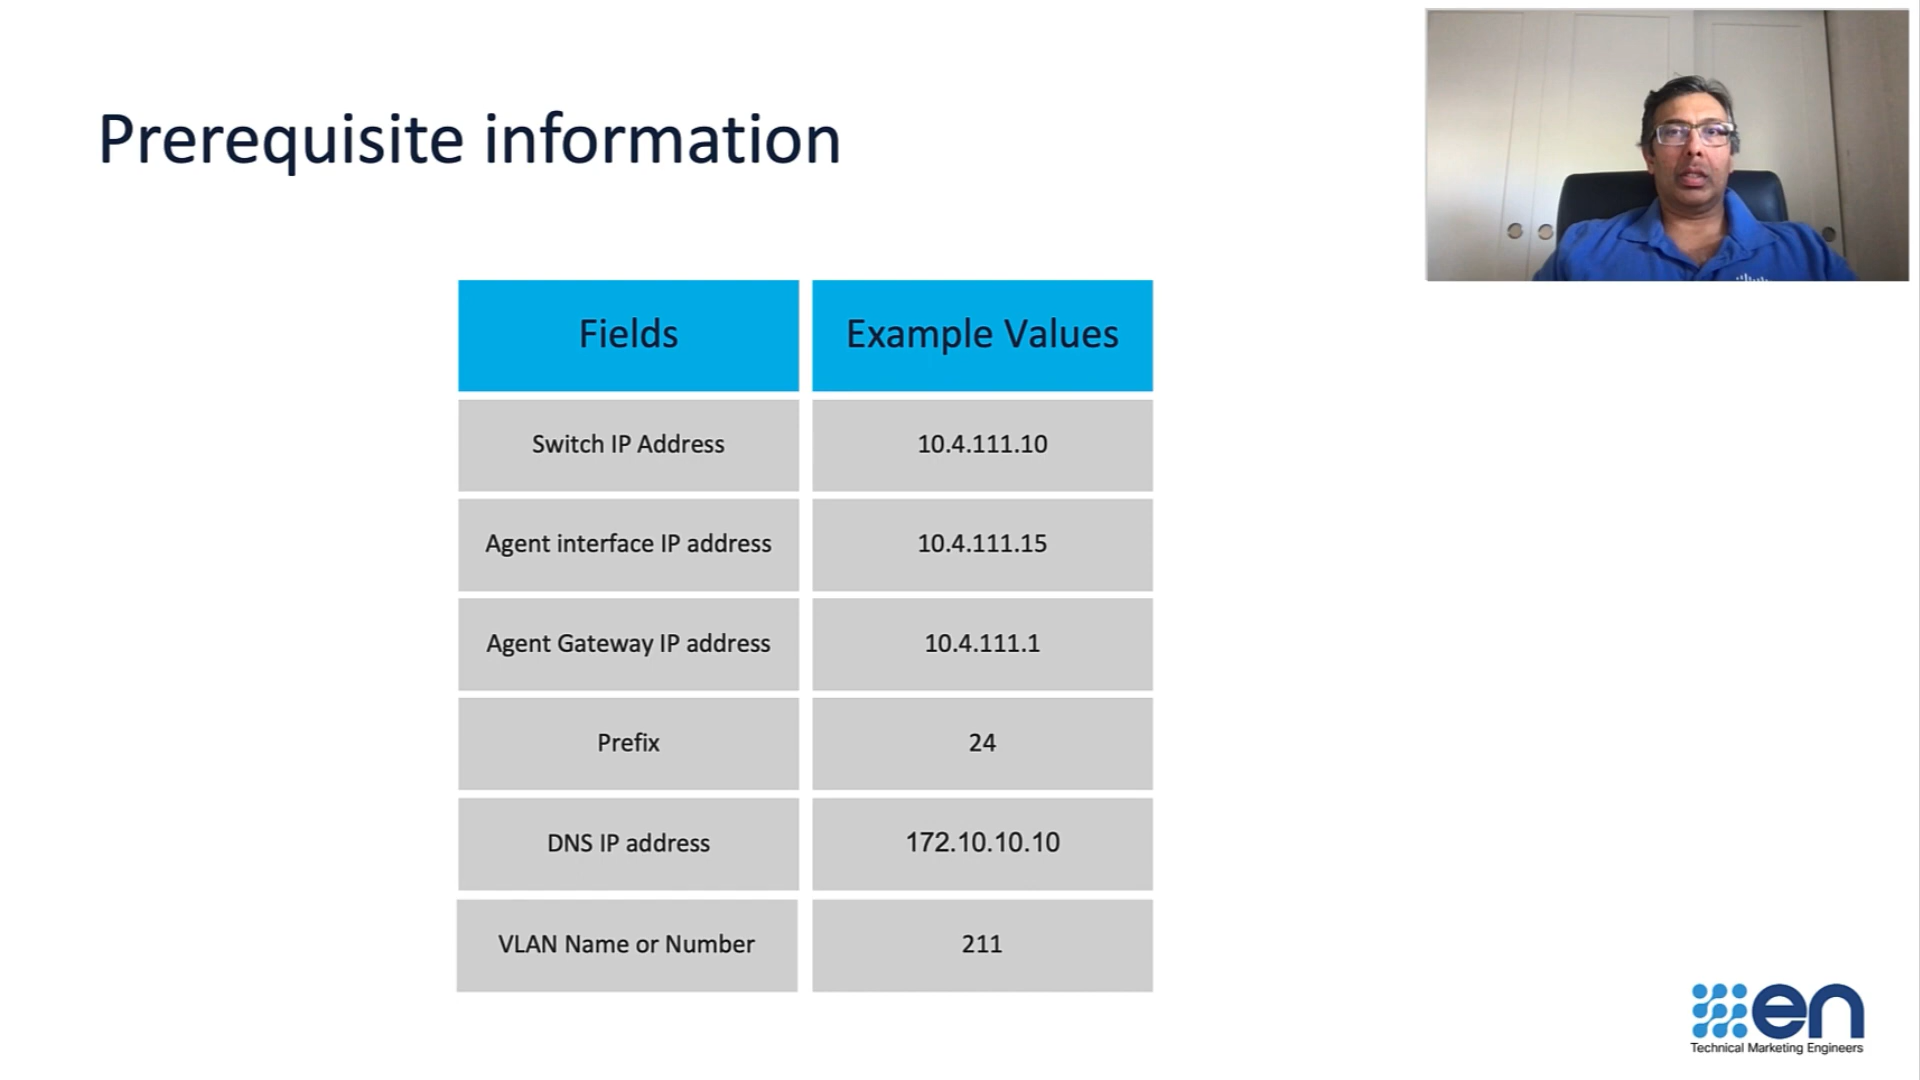 Prerequisite information
Fields Example Values
Switch IP Address 10.4.111.10
Agent interface IP address 10.4.111.15
Agent Gateway IP address 10.4.111.1
Prefix 24
DNS IP address 172.10.10.10
VLAN Name or Number 211
en
Technical Marketing Engineers